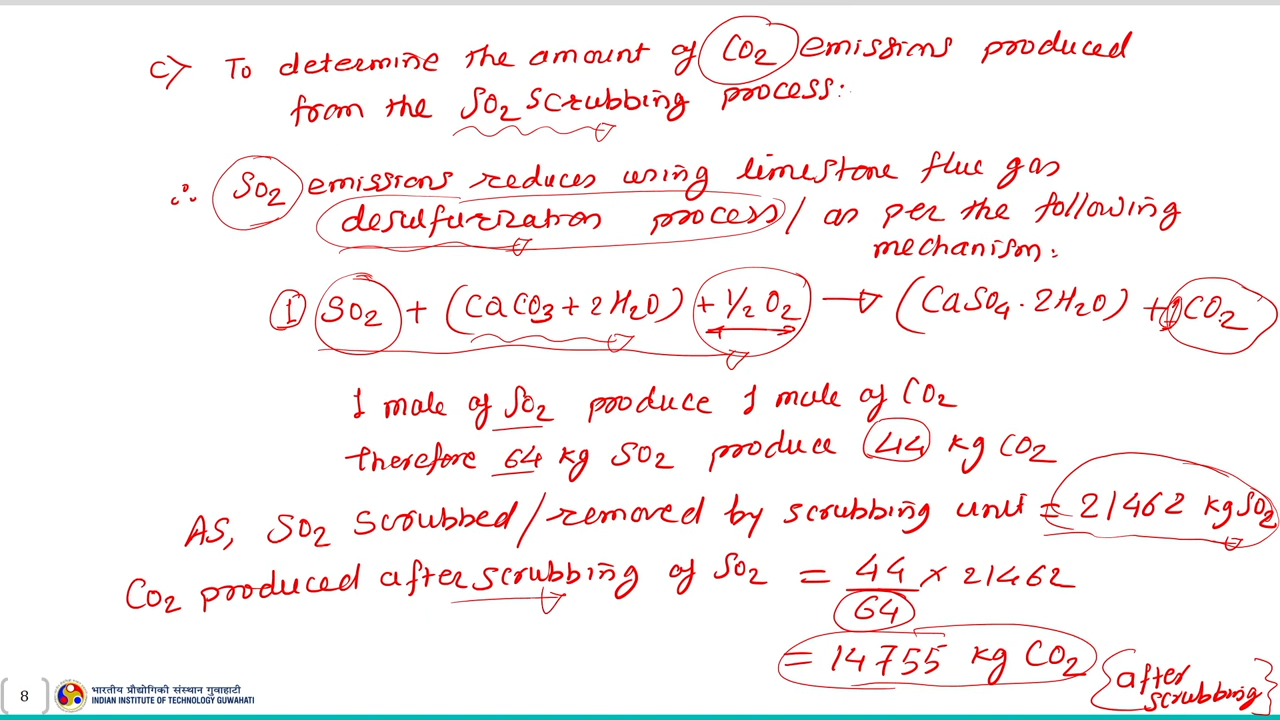 c) To determine the amount of CO2 emissions produced
from the SO2 scrubbing process:
∴ SO2 emissions reduces using limestone flue gas
desulfurization process/ as per the following
mechanism:
1 SO2 + (CaCO3 + 2H2O) + 1/2 O2 → (CaSO4 · 2H2O) + 1 CO2
1 mole of SO2 produce 1 mole of CO2
therefore 64 kg SO2 produce 44 kg CO2
As, SO2 scrubbed/removed by scrubbing unit = 21462 kg SO2
CO2 produced after scrubbing of SO2 = 44/64 × 21462
= 14755 kg CO2 {after scrubbing}
8
भारतीय प्रौद्योगिकी संस्थान गुवाहाटी
INDIAN INSTITUTE OF TECHNOLOGY GUWAHATI